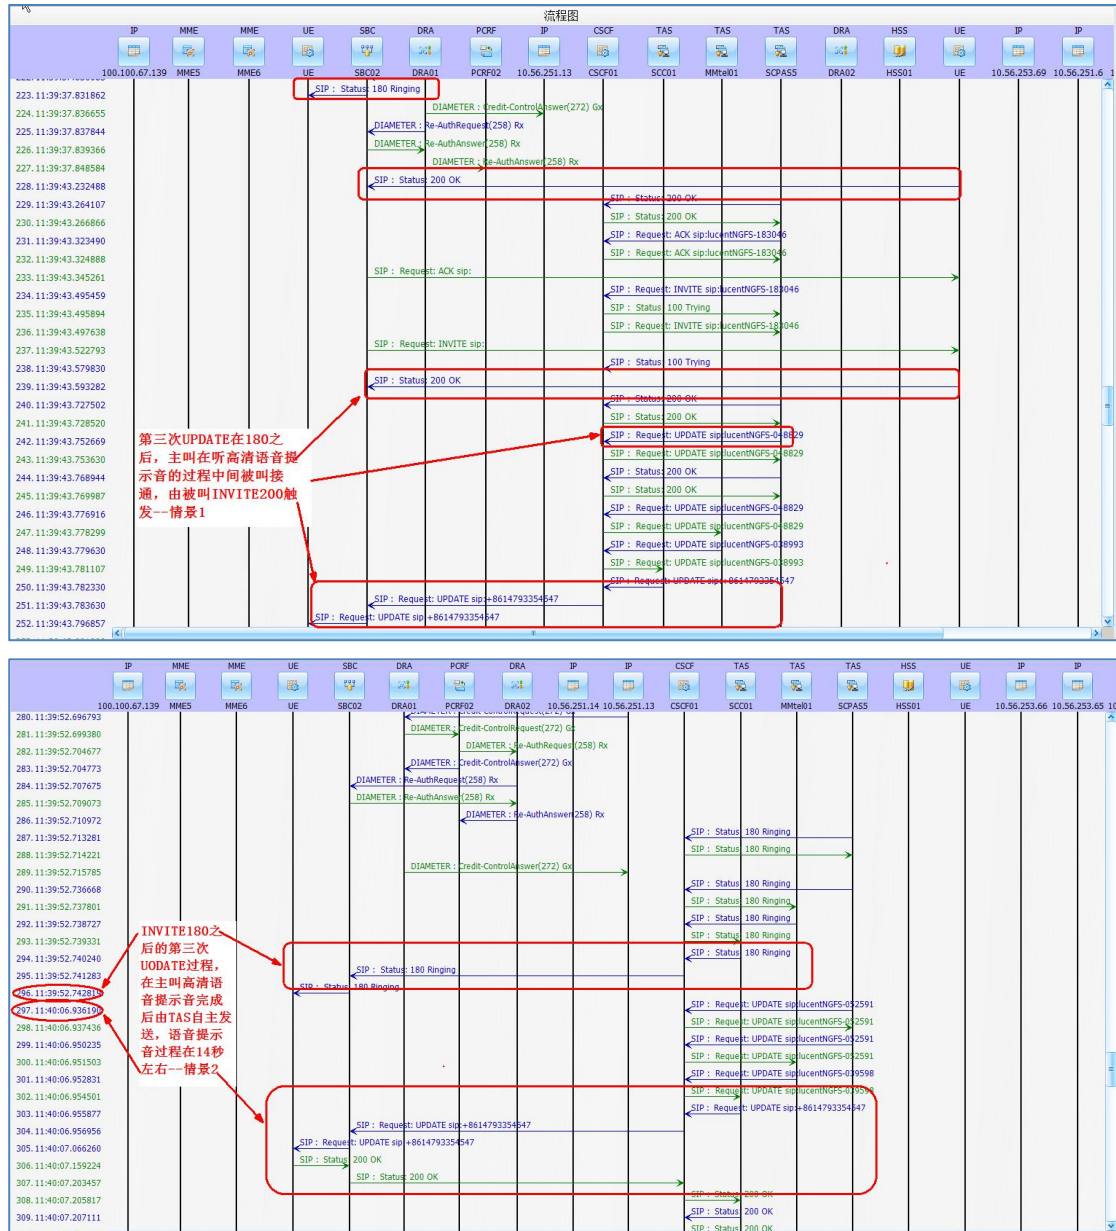 流程图
IP MME MME UE SBC DRA PCRF IP CSCF TAS TAS TAS DRA HSS UE IP IP
100.100.67.139 MME5 MME6 UE SBC02 DRA01 PCRF02 10.56.251.13 CSCF01 SCC01 MMtel01 SCPAS5 DRA02 HSS01 UE 10.56.253.69 10.56.251.6 1
223. 11:39:37.831862 SIP : Status: 180 Ringing
224. 11:39:37.836655 DIAMETER : Credit-ControlAnswer(272) Gx
225. 11:39:37.837844 DIAMETER : Re-AuthRequest(258) Rx
226. 11:39:37.839366 DIAMETER : Re-AuthAnswer(258) Rx
227. 11:39:37.848584 DIAMETER : Re-AuthAnswer(258) Rx
228. 11:39:43.232488 SIP : Status: 200 OK
229. 11:39:43.264107 SIP : Status: 200 OK
230. 11:39:43.266866 SIP : Status: 200 OK
231. 11:39:43.323490 SIP : Request: ACK sip:lucentNGFS-183046
232. 11:39:43.324888 SIP : Request: ACK sip:lucentNGFS-183046
233. 11:39:43.345261 SIP : Request: ACK sip:
234. 11:39:43.495459 SIP : Request: INVITE sip:lucentNGFS-183046
235. 11:39:43.495894 SIP : Status: 100 Trying
236. 11:39:43.497638 SIP : Request: INVITE sip:lucentNGFS-183046
237. 11:39:43.522793 SIP : Request: INVITE sip:
238. 11:39:43.579830 SIP : Status: 100 Trying
239. 11:39:43.593282 SIP : Status: 200 OK
240. 11:39:43.727502 SIP : Status: 200 OK
241. 11:39:43.728520 SIP : Status: 200 OK
242. 11:39:43.752669 SIP : Request: UPDATE sip:lucentNGFS-048829
243. 11:39:43.753630 SIP : Request: UPDATE sip:lucentNGFS-048829
244. 11:39:43.768944 SIP : Status: 200 OK
245. 11:39:43.769987 SIP : Status: 200 OK
246. 11:39:43.776916 SIP : Request: UPDATE sip:lucentNGFS-048829
247. 11:39:43.778299 SIP : Request: UPDATE sip:lucentNGFS-048829
248. 11:39:43.779630 SIP : Request: UPDATE sip:lucentNGFS-038993
249. 11:39:43.781107 SIP : Request: UPDATE sip:lucentNGFS-038993
250. 11:39:43.782330 SIP : Request: UPDATE sip:+8614793354547
251. 11:39:43.783630 SIP : Request: UPDATE sip:+8614793354547
252. 11:39:43.796857 SIP : Request: UPDATE sip:+8614793354547
第三次UPDATE在180之
后，主叫在听高清语音提
示音的过程中间被叫接
通，由被叫INVITE200触
发--情景1
IP MME MME UE SBC DRA PCRF DRA IP IP CSCF TAS TAS TAS HSS UE IP IP
100.100.67.139 MME5 MME6 UE SBC02 DRA01 PCRF02 DRA02 10.56.251.14 10.56.251.13 CSCF01 SCC01 MMtel01 SCPAS5 HSS01 UE 10.56.253.66 10.56.253.65 10
280. 11:39:52.696793 DIAMETER : Credit-ControlRequest(272) Gx
281. 11:39:52.699380 DIAMETER : Credit-ControlRequest(272) Gx
282. 11:39:52.704677 DIAMETER : Re-AuthRequest(258) Rx
283. 11:39:52.704773 DIAMETER : Credit-ControlAnswer(272) Gx
284. 11:39:52.707675 DIAMETER : Re-AuthRequest(258) Rx
285. 11:39:52.709073 DIAMETER : Re-AuthAnswer(258) Rx
286. 11:39:52.710972 DIAMETER : Re-AuthAnswer(258) Rx
287. 11:39:52.713281 SIP : Status: 180 Ringing
288. 11:39:52.714221 SIP : Status: 180 Ringing
289. 11:39:52.715785 DIAMETER : Credit-ControlAnswer(272) Gx
290. 11:39:52.736668 SIP : Status: 180 Ringing
291. 11:39:52.737801 SIP : Status: 180 Ringing
292. 11:39:52.738727 SIP : Status: 180 Ringing
293. 11:39:52.739331 SIP : Status: 180 Ringing
294. 11:39:52.740240 SIP : Status: 180 Ringing
295. 11:39:52.741283 SIP : Status: 180 Ringing
296. 11:39:52.742819 SIP : Status: 180 Ringing
297. 11:40:06.936190 SIP : Request: UPDATE sip:lucentNGFS-052591
298. 11:40:06.937436 SIP : Request: UPDATE sip:lucentNGFS-052591
299. 11:40:06.950235 SIP : Request: UPDATE sip:lucentNGFS-052591
300. 11:40:06.951503 SIP : Request: UPDATE sip:lucentNGFS-052591
301. 11:40:06.952831 SIP : Request: UPDATE sip:lucentNGFS-039598
302. 11:40:06.954501 SIP : Request: UPDATE sip:lucentNGFS-039598
303. 11:40:06.955877 SIP : Request: UPDATE sip:+8614793354547
304. 11:40:06.956956 SIP : Request: UPDATE sip:+8614793354547
305. 11:40:07.066260 SIP : Request: UPDATE sip:+8614793354547
306. 11:40:07.159224 SIP : Status: 200 OK
307. 11:40:07.203457 SIP : Status: 200 OK
308. 11:40:07.205817 SIP : Status: 200 OK
309. 11:40:07.207111 SIP : Status: 200 OK
SIP : Status: 200 OK
INVITE180之
后的第三次
UODATE过程，
在主叫高清语
音提示音完成
后由TAS自主发
送，语音提示
音过程在14秒
左右--情景2